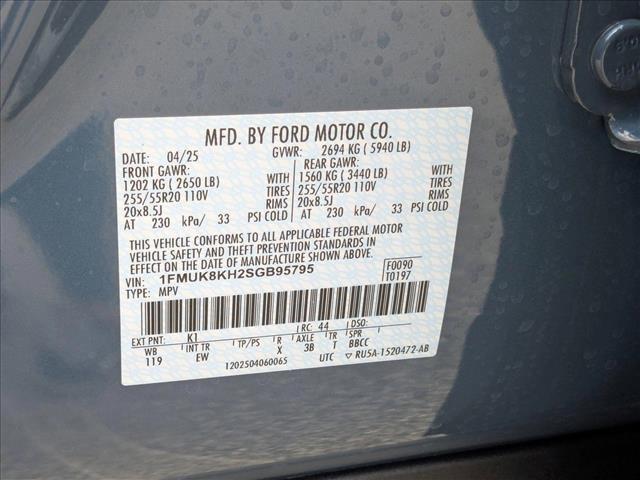 MFD. BY FORD MOTOR CO.
DATE: 04/25 GVWR: 2694 KG ( 5940 LB)
FRONT GAWR: REAR GAWR:
1202 KG ( 2650 LB) WITH 1560 KG ( 3440 LB) WITH
255/55R20 110V TIRES 255/55R20 110V TIRES
20x8.5J RIMS 20x8.5J RIMS
AT 230 kPa/ 33 PSI COLD AT 230 kPa/ 33 PSI COLD
THIS VEHICLE CONFORMS TO ALL APPLICABLE FEDERAL MOTOR
VEHICLE SAFETY AND THEFT PREVENTION STANDARDS IN
EFFECT ON THE DATE OF MANUFACTURE SHOWN ABOVE.
VIN: 1FMUK8KH2SGB95795 F0090
TYPE: MPV T0197
EXT PNT: K1 RC: 44 DSO:
WB INT TR TP/PS R AXLE TR SPR
119 EW X 3B T BBCC
1202504060065 UTC ▽ RU5A-1520472-AB